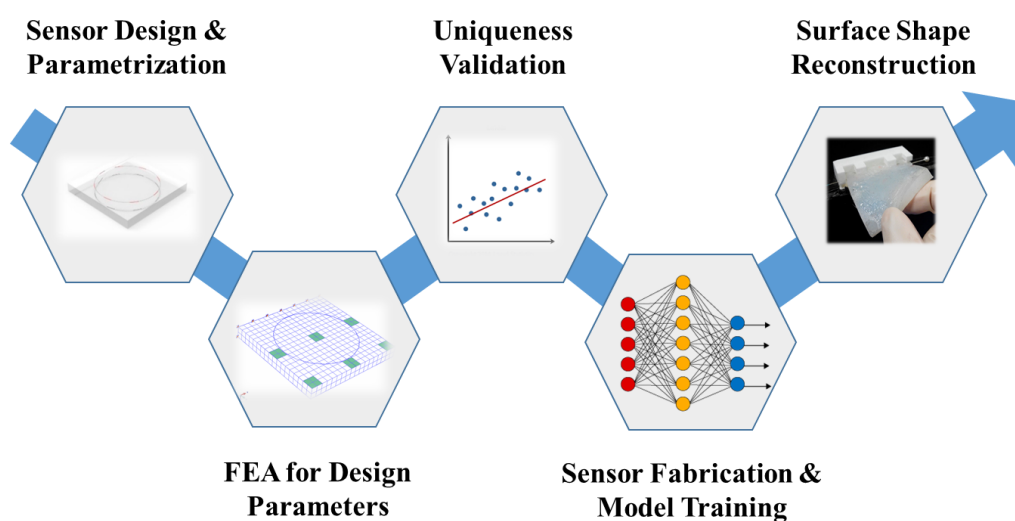 Sensor Design &
Parametrization
Uniqueness
Validation
Surface Shape
Reconstruction
FEA for Design
Parameters
Sensor Fabrication &
Model Training